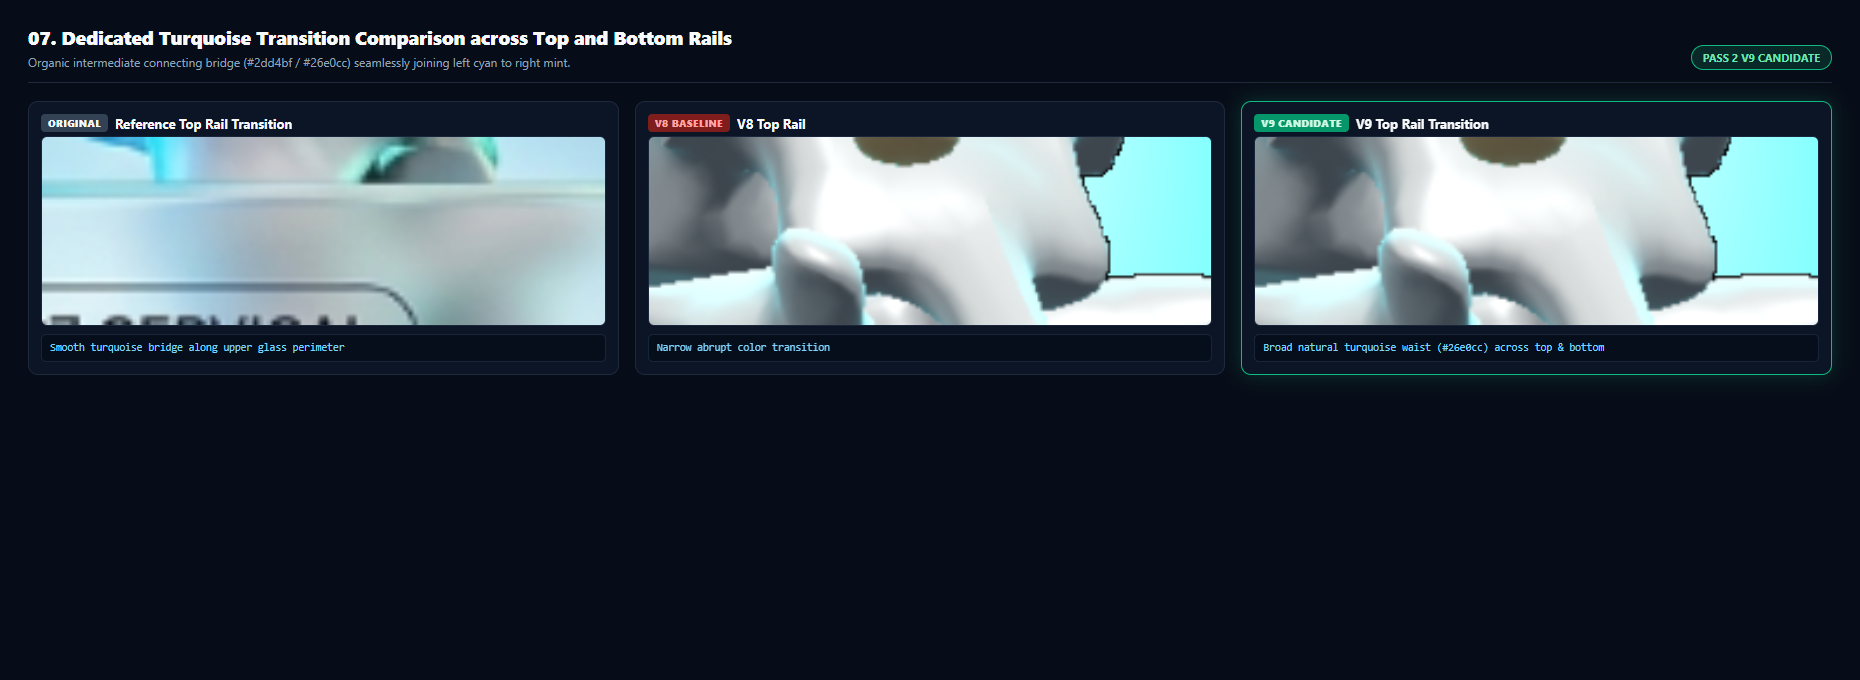 07. Dedicated Turquoise Transition Comparison across Top and Bottom Rails
Organic intermediate connecting bridge (#2dd4bf / #26e0cc) seamlessly joining left cyan to right mint.
PASS 2 V9 CANDIDATE
ORIGINAL Reference Top Rail Transition
Smooth turquoise bridge along upper glass perimeter
V8 BASELINE V8 Top Rail
Narrow abrupt color transition
V9 CANDIDATE V9 Top Rail Transition
Broad natural turquoise waist (#26e0cc) across top & bottom